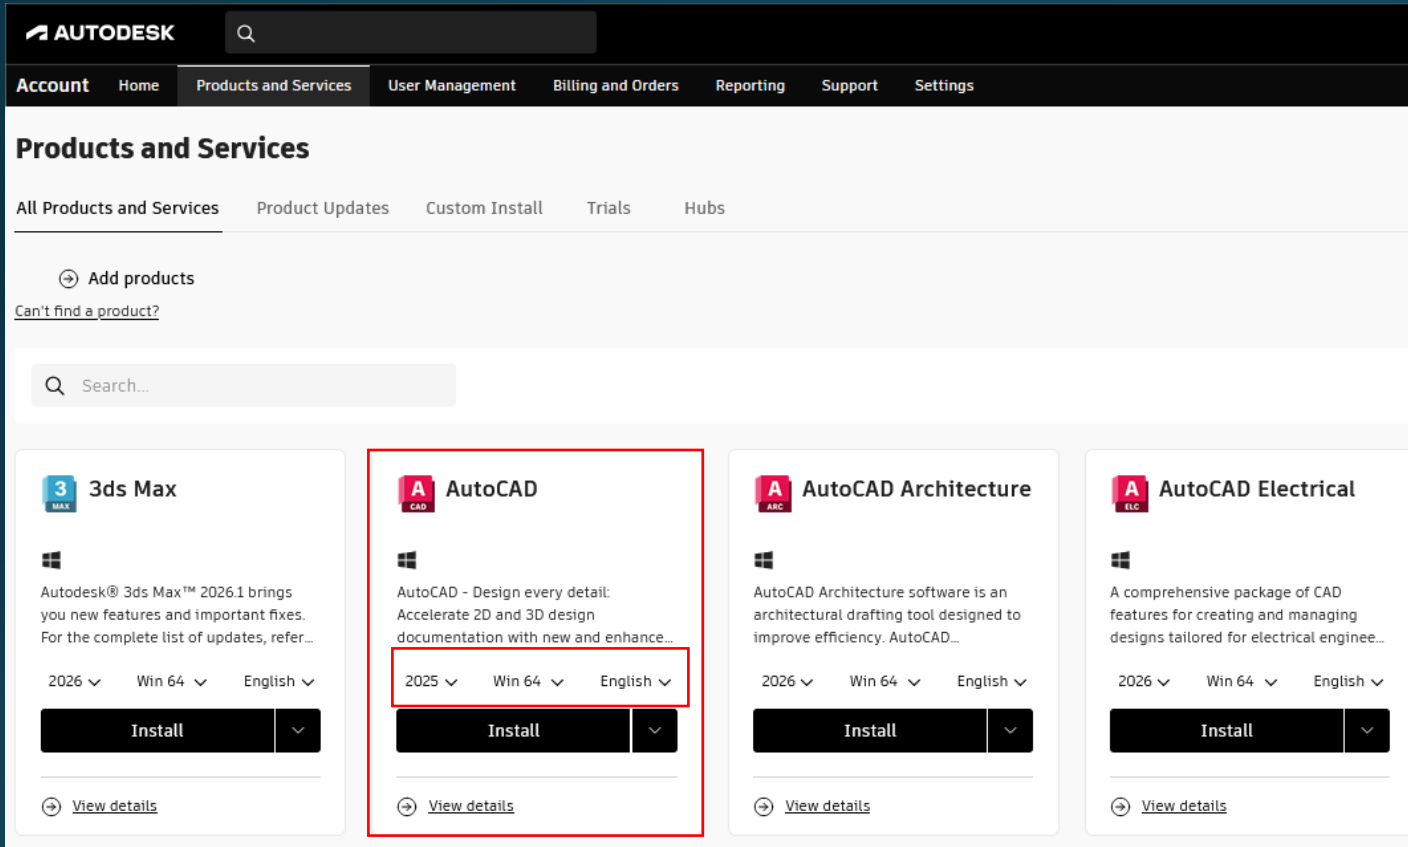 AUTODESK
Account Home Products and Services User Management Billing and Orders Reporting Support Settings
Products and Services
All Products and Services Product Updates Custom Install Trials Hubs
Add products
Can't find a product?
Search...
3
MAX
3ds Max
Autodesk® 3ds Max™ 2026.1 brings
you new features and important fixes.
For the complete list of updates, refer...
2026 Win 64 English
Install
View details
A
CAD
AutoCAD
AutoCAD - Design every detail:
Accelerate 2D and 3D design
documentation with new and enhance...
2025 Win 64 English
Install
View details
A
ARC
AutoCAD Architecture
AutoCAD Architecture software is an
architectural drafting tool designed to
improve efficiency. AutoCAD...
2026 Win 64 English
Install
View details
A
ELC
AutoCAD Electrical
A comprehensive package of CAD
features for creating and managing
designs tailored for electrical enginee...
2026 Win 64 English
Install
View details